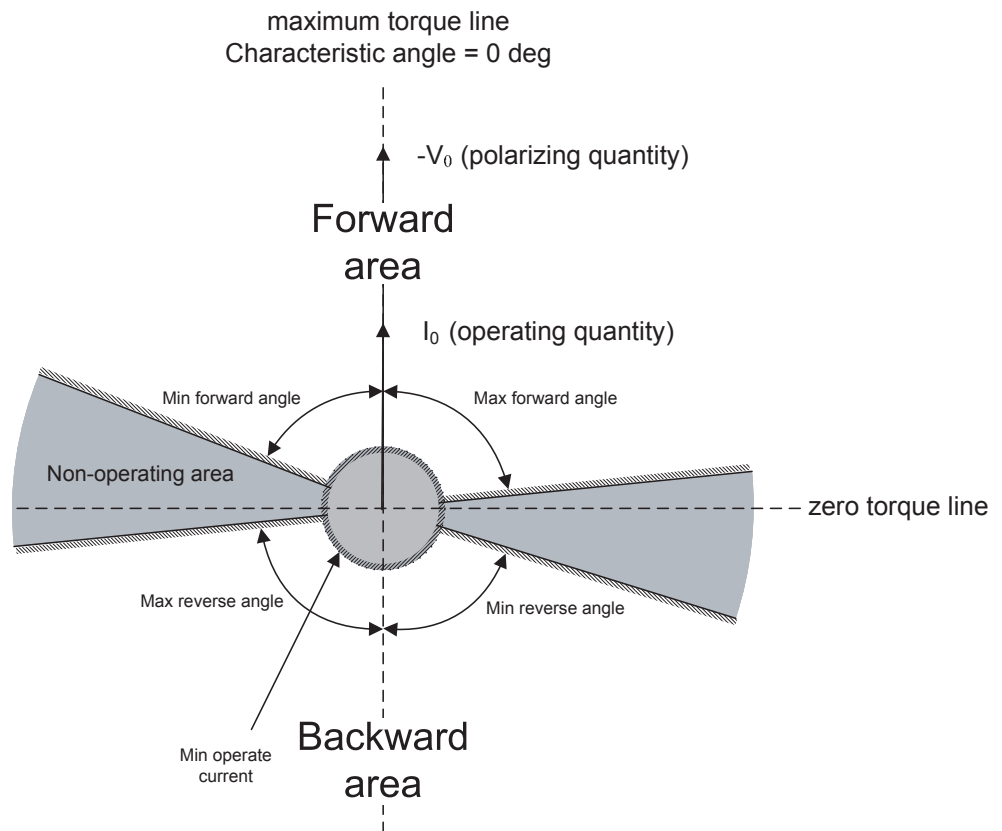 maximum torque line
Characteristic angle = 0 deg
-V₀ (polarizing quantity)
Forward
area
I₀ (operating quantity)
Min forward angle
Max forward angle
Non-operating area
zero torque line
Max reverse angle
Min reverse angle
Min operate
current
Backward
area